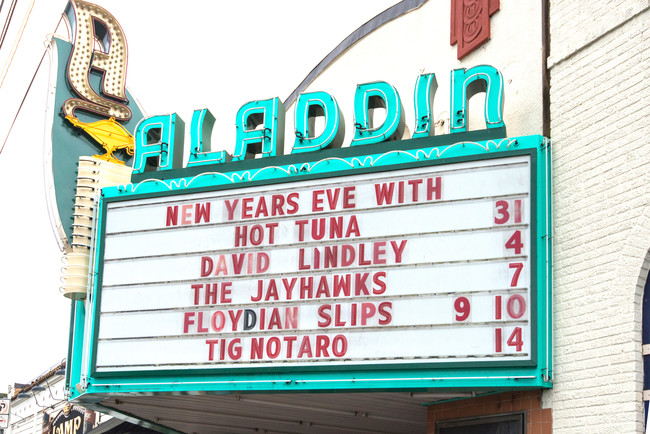 ALADDIN
NEW YEARS EVE WITH
HOT TUNA 31
DAVID LINDLEY 4
THE JAYHAWKS 7
FLOYDIAN SLIPS 9 10
TIG NOTARO 14